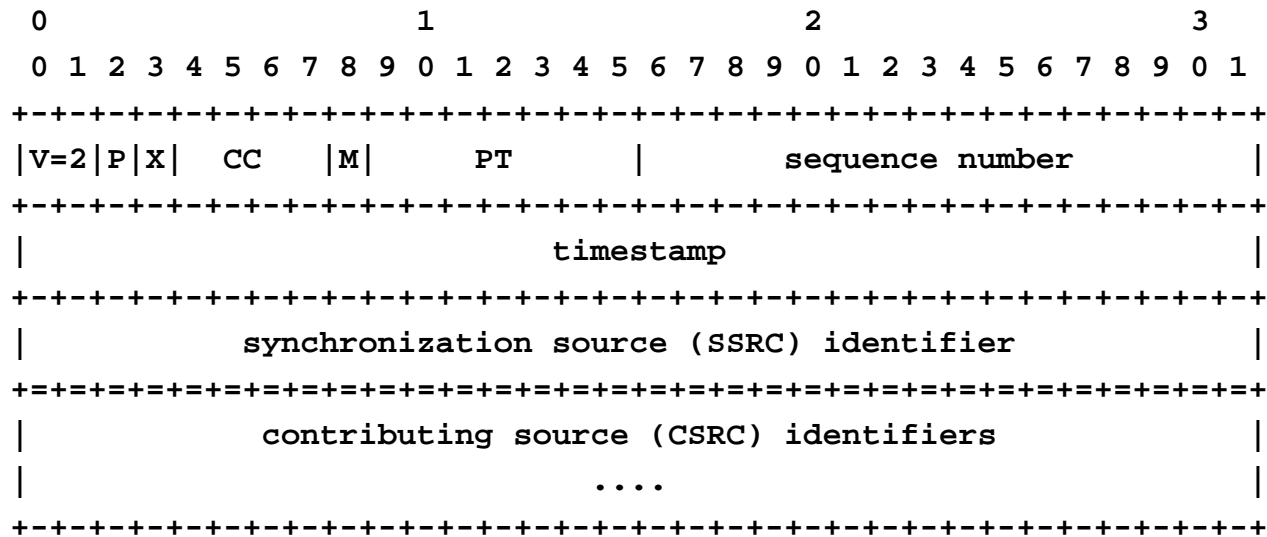 0                   1                   2                   3
 0 1 2 3 4 5 6 7 8 9 0 1 2 3 4 5 6 7 8 9 0 1 2 3 4 5 6 7 8 9 0 1
+-+-+-+-+-+-+-+-+-+-+-+-+-+-+-+-+-+-+-+-+-+-+-+-+-+-+-+-+-+-+-+-+
|V=2|P|X|  CC   |M|     PT      |       sequence number         |
+-+-+-+-+-+-+-+-+-+-+-+-+-+-+-+-+-+-+-+-+-+-+-+-+-+-+-+-+-+-+-+-+
|                           timestamp                           |
+-+-+-+-+-+-+-+-+-+-+-+-+-+-+-+-+-+-+-+-+-+-+-+-+-+-+-+-+-+-+-+-+
|           synchronization source (SSRC) identifier            |
+=+=+=+=+=+=+=+=+=+=+=+=+=+=+=+=+=+=+=+=+=+=+=+=+=+=+=+=+=+=+=+=+
|            contributing source (CSRC) identifiers             |
|                             ....                              |
+-+-+-+-+-+-+-+-+-+-+-+-+-+-+-+-+-+-+-+-+-+-+-+-+-+-+-+-+-+-+-+-+